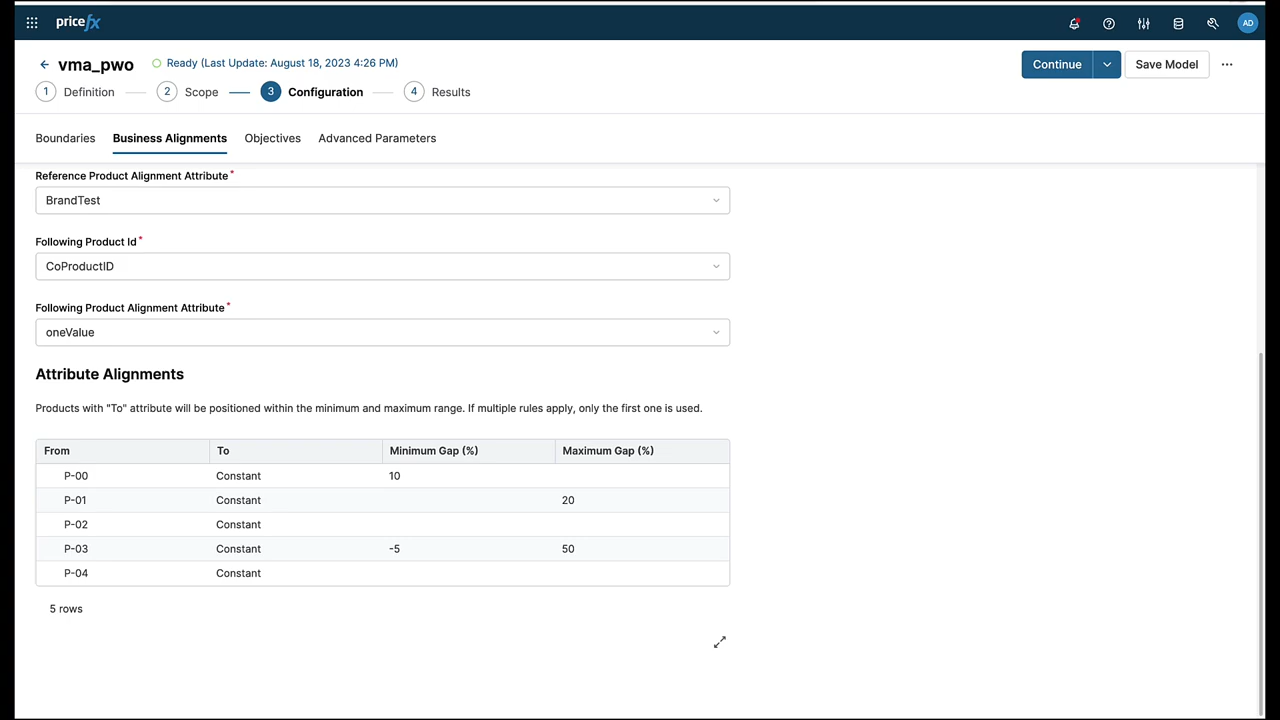 pricefx
AD
vma_pwo
Ready (Last Update: August 18, 2023 4:26 PM)
Continue
Save Model
1 Definition
2 Scope
3 Configuration
4 Results
Boundaries
Business Alignments
Objectives
Advanced Parameters
Reference Product Alignment Attribute *
BrandTest
Following Product Id *
CoProductID
Following Product Alignment Attribute *
oneValue
Attribute Alignments
Products with "To" attribute will be positioned within the minimum and maximum range. If multiple rules apply, only the first one is used.
From To Minimum Gap (%) Maximum Gap (%)
P-00 Constant 10
P-01 Constant 20
P-02 Constant
P-03 Constant -5 50
P-04 Constant
5 rows